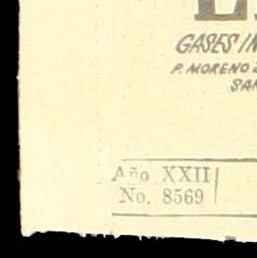 GASES IN
P. MORENO
SAN
Año XXII
No. 8569